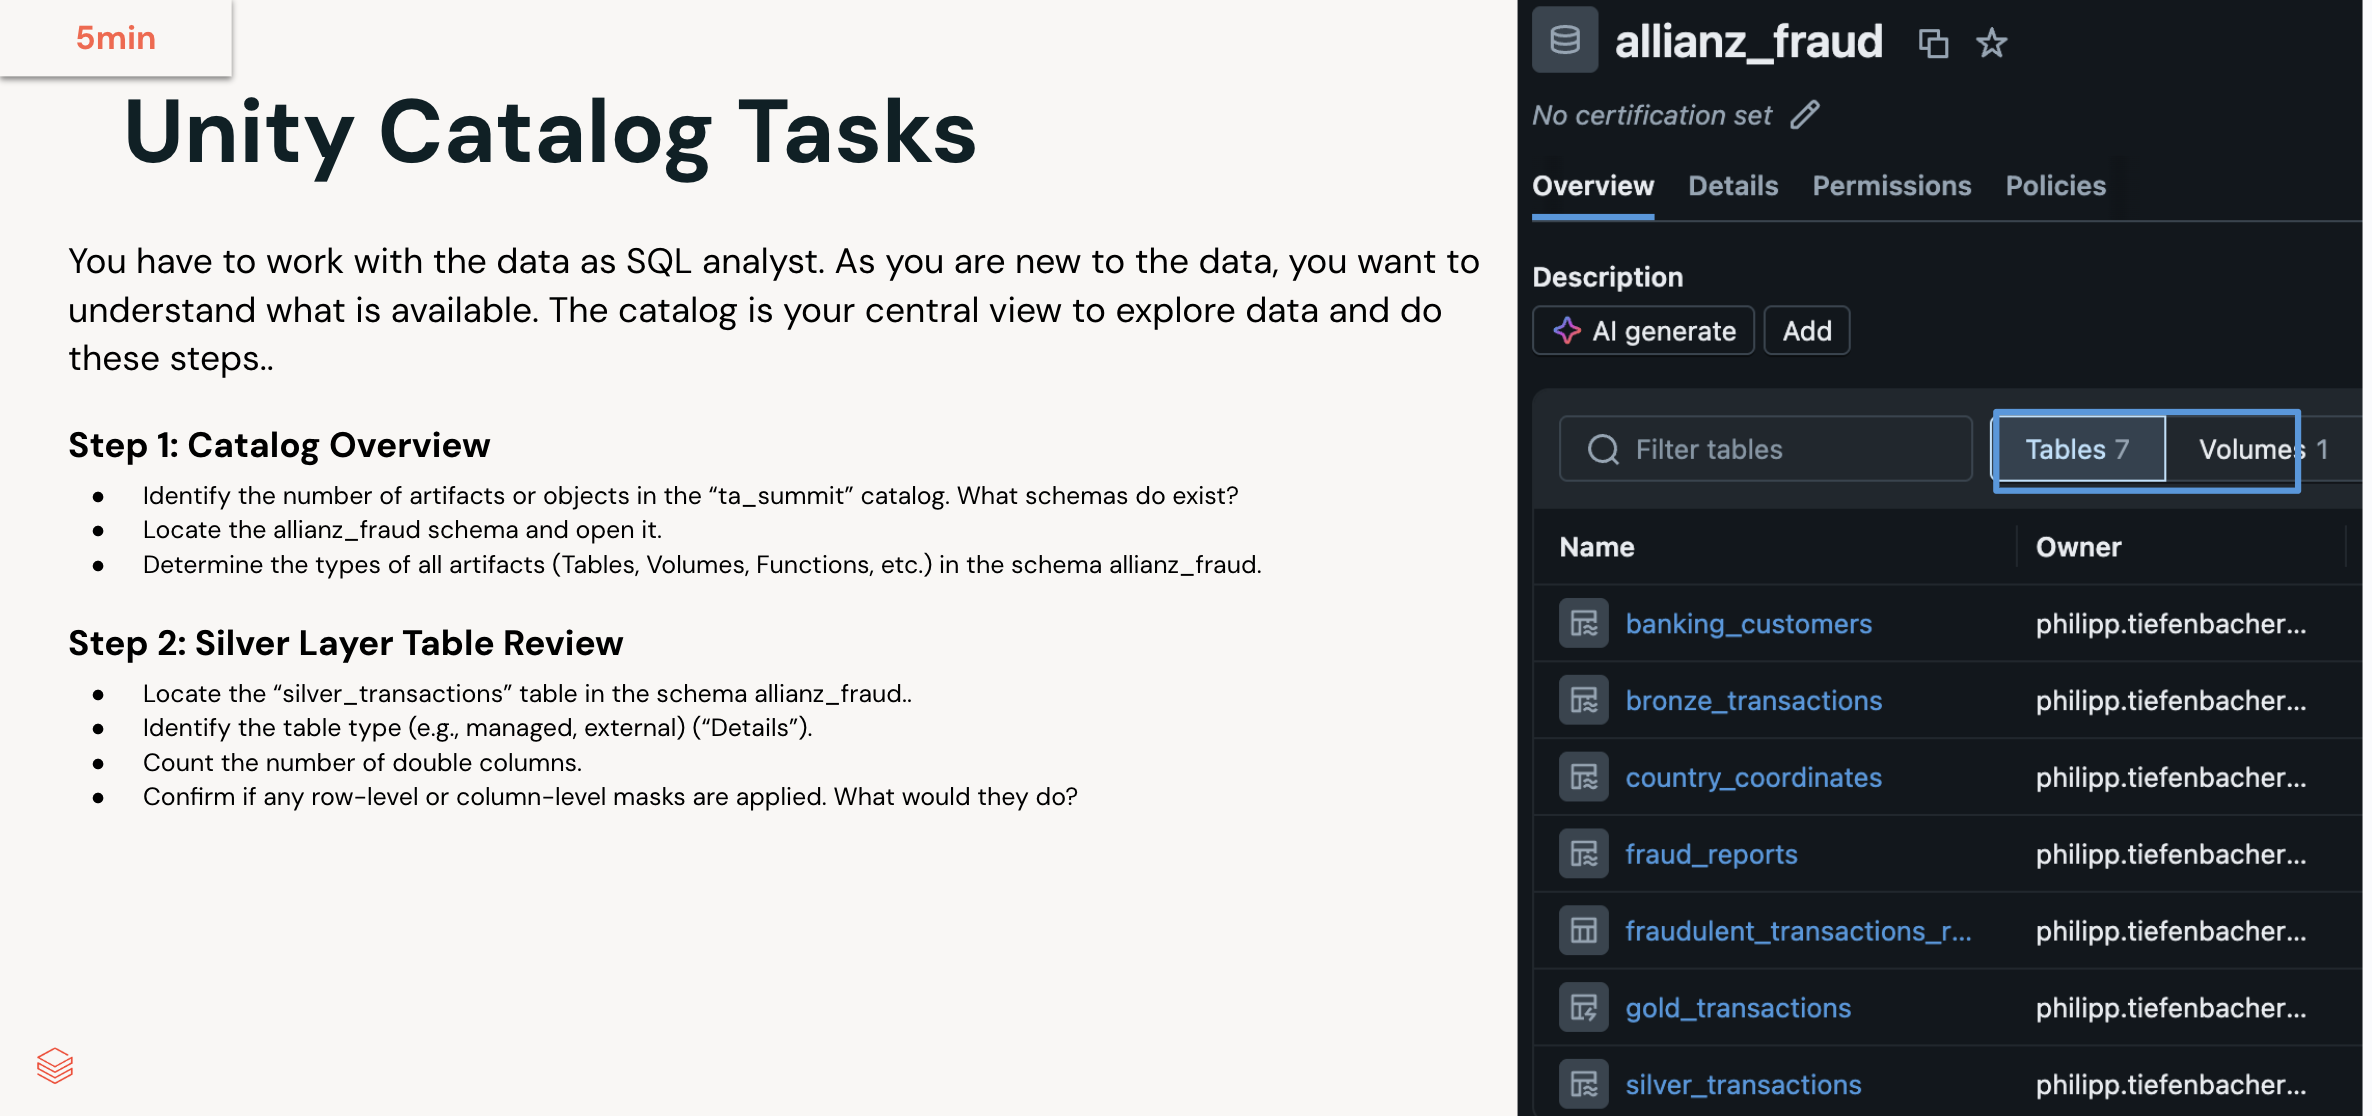 5min
Unity Catalog Tasks
You have to work with the data as SQL analyst. As you are new to the data, you want to
understand what is available. The catalog is your central view to explore data and do
these steps..
Step 1: Catalog Overview
● Identify the number of artifacts or objects in the “ta_summit” catalog. What schemas do exist?
● Locate the allianz_fraud schema and open it.
● Determine the types of all artifacts (Tables, Volumes, Functions, etc.) in the schema allianz_fraud.
Step 2: Silver Layer Table Review
● Locate the “silver_transactions” table in the schema allianz_fraud..
● Identify the table type (e.g., managed, external) (“Details”).
● Count the number of double columns.
● Confirm if any row-level or column-level masks are applied. What would they do?
allianz_fraud
No certification set
Overview Details Permissions Policies
Description
AI generate Add
Filter tables Tables 7 Volumes 1
Name Owner
banking_customers philipp.tiefenbacher...
bronze_transactions philipp.tiefenbacher...
country_coordinates philipp.tiefenbacher...
fraud_reports philipp.tiefenbacher...
fraudulent_transactions_r... philipp.tiefenbacher...
gold_transactions philipp.tiefenbacher...
silver_transactions philipp.tiefenbacher...